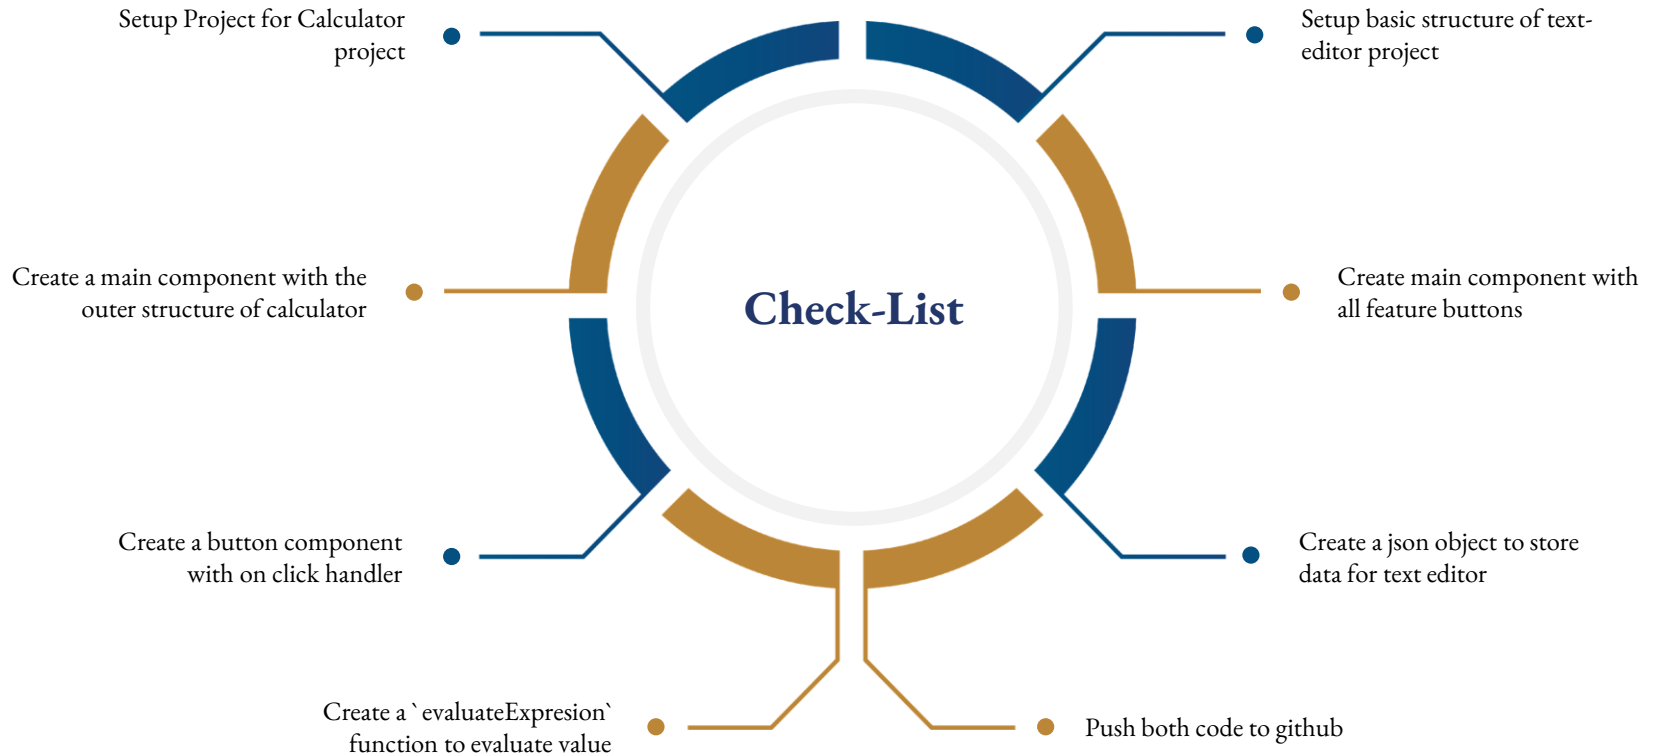 Setup Project for Calculator
project
Create a main component with the
outer structure of calculator
Create a button component
with on click handler
Create a `evaluateExpresion`
function to evaluate value
Check-List
Setup basic structure of text-
editor project
Create main component with
all feature buttons
Create a json object to store
data for text editor
Push both code to github